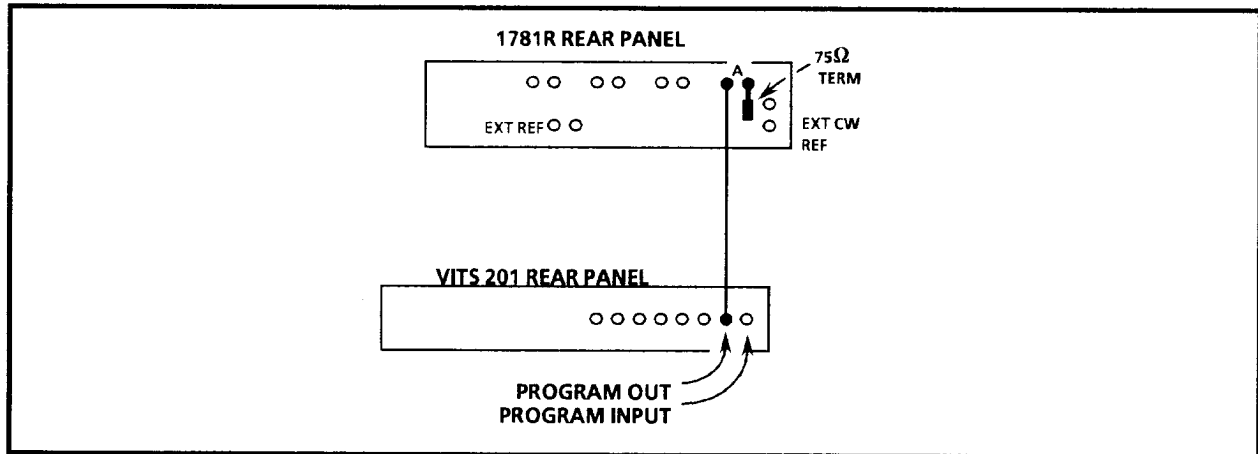 1781R REAR PANEL
A
75Ω
TERM
EXT REF
EXT CW
REF
VITS 201 REAR PANEL
PROGRAM OUT
PROGRAM INPUT